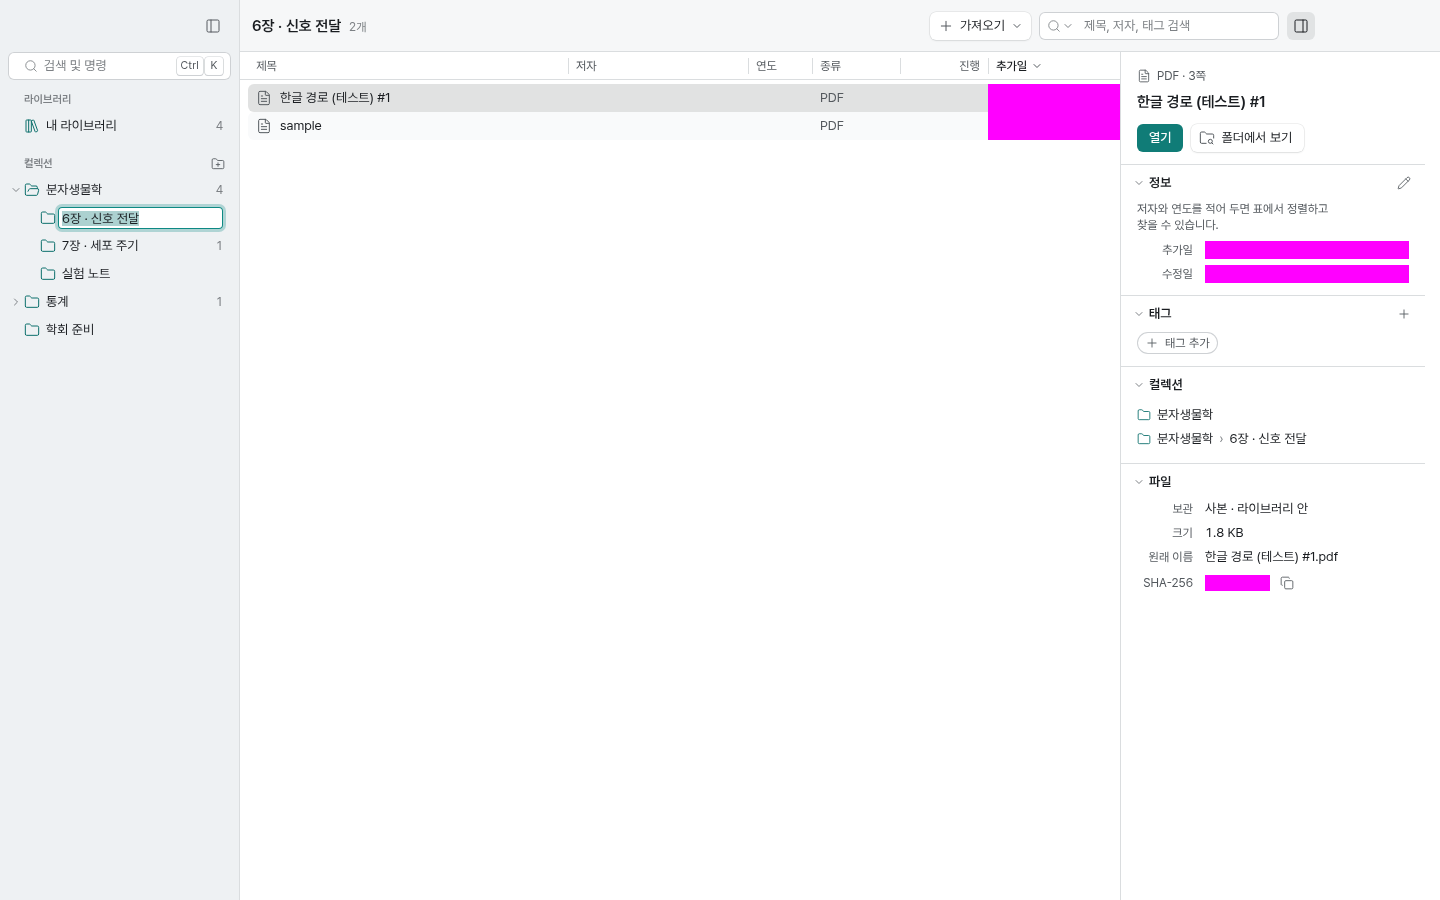 6장 · 신호 전달 2개
가져오기
제목, 저자, 태그 검색
검색 및 명령 Ctrl K
라이브러리
내 라이브러리 4
컬렉션
분자생물학 4
6장 · 신호 전달
7장 · 세포 주기 1
실험 노트
통계 1
학회 준비
제목 저자 연도 종류 진행 추가일
한글 경로 (테스트) #1 PDF
sample PDF
PDF · 3쪽
한글 경로 (테스트) #1
열기 폴더에서 보기
정보
저자와 연도를 적어 두면 표에서 정렬하고
찾을 수 있습니다.
추가일
수정일
태그
태그 추가
컬렉션
분자생물학
분자생물학 › 6장 · 신호 전달
파일
보관 사본 · 라이브러리 안
크기 1.8 KB
원래 이름 한글 경로 (테스트) #1.pdf
SHA-256